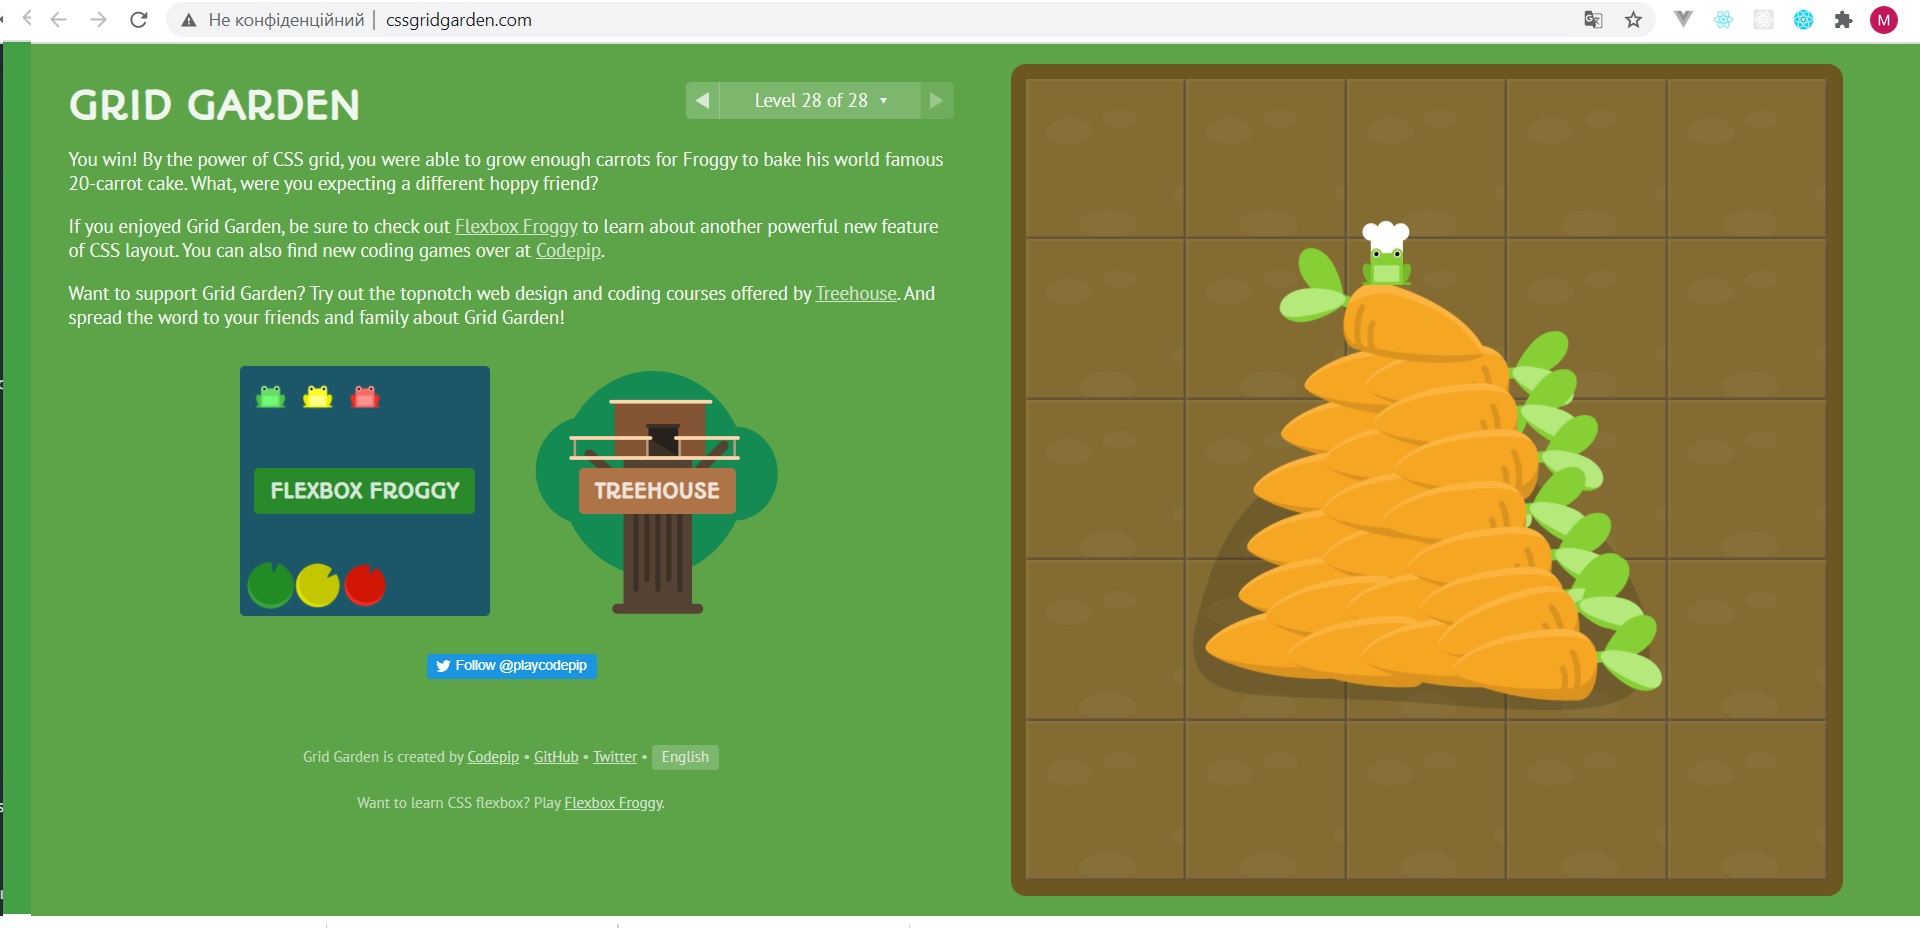 Не конфіденційний
cssgridgarden.com
M
GRID GARDEN
Level 28 of 28
You win! By the power of CSS grid, you were able to grow enough carrots for Froggy to bake his world famous
20-carrot cake. What, were you expecting a different hoppy friend?
If you enjoyed Grid Garden, be sure to check out Flexbox Froggy to learn about another powerful new feature
of CSS layout. You can also find new coding games over at Codepip.
Want to support Grid Garden? Try out the topnotch web design and coding courses offered by Treehouse. And
spread the word to your friends and family about Grid Garden!
FLEXBOX FROGGY
TREEHOUSE
Follow @playcodepip
Grid Garden is created by Codepip • GitHub • Twitter • English
Want to learn CSS flexbox? Play Flexbox Froggy.